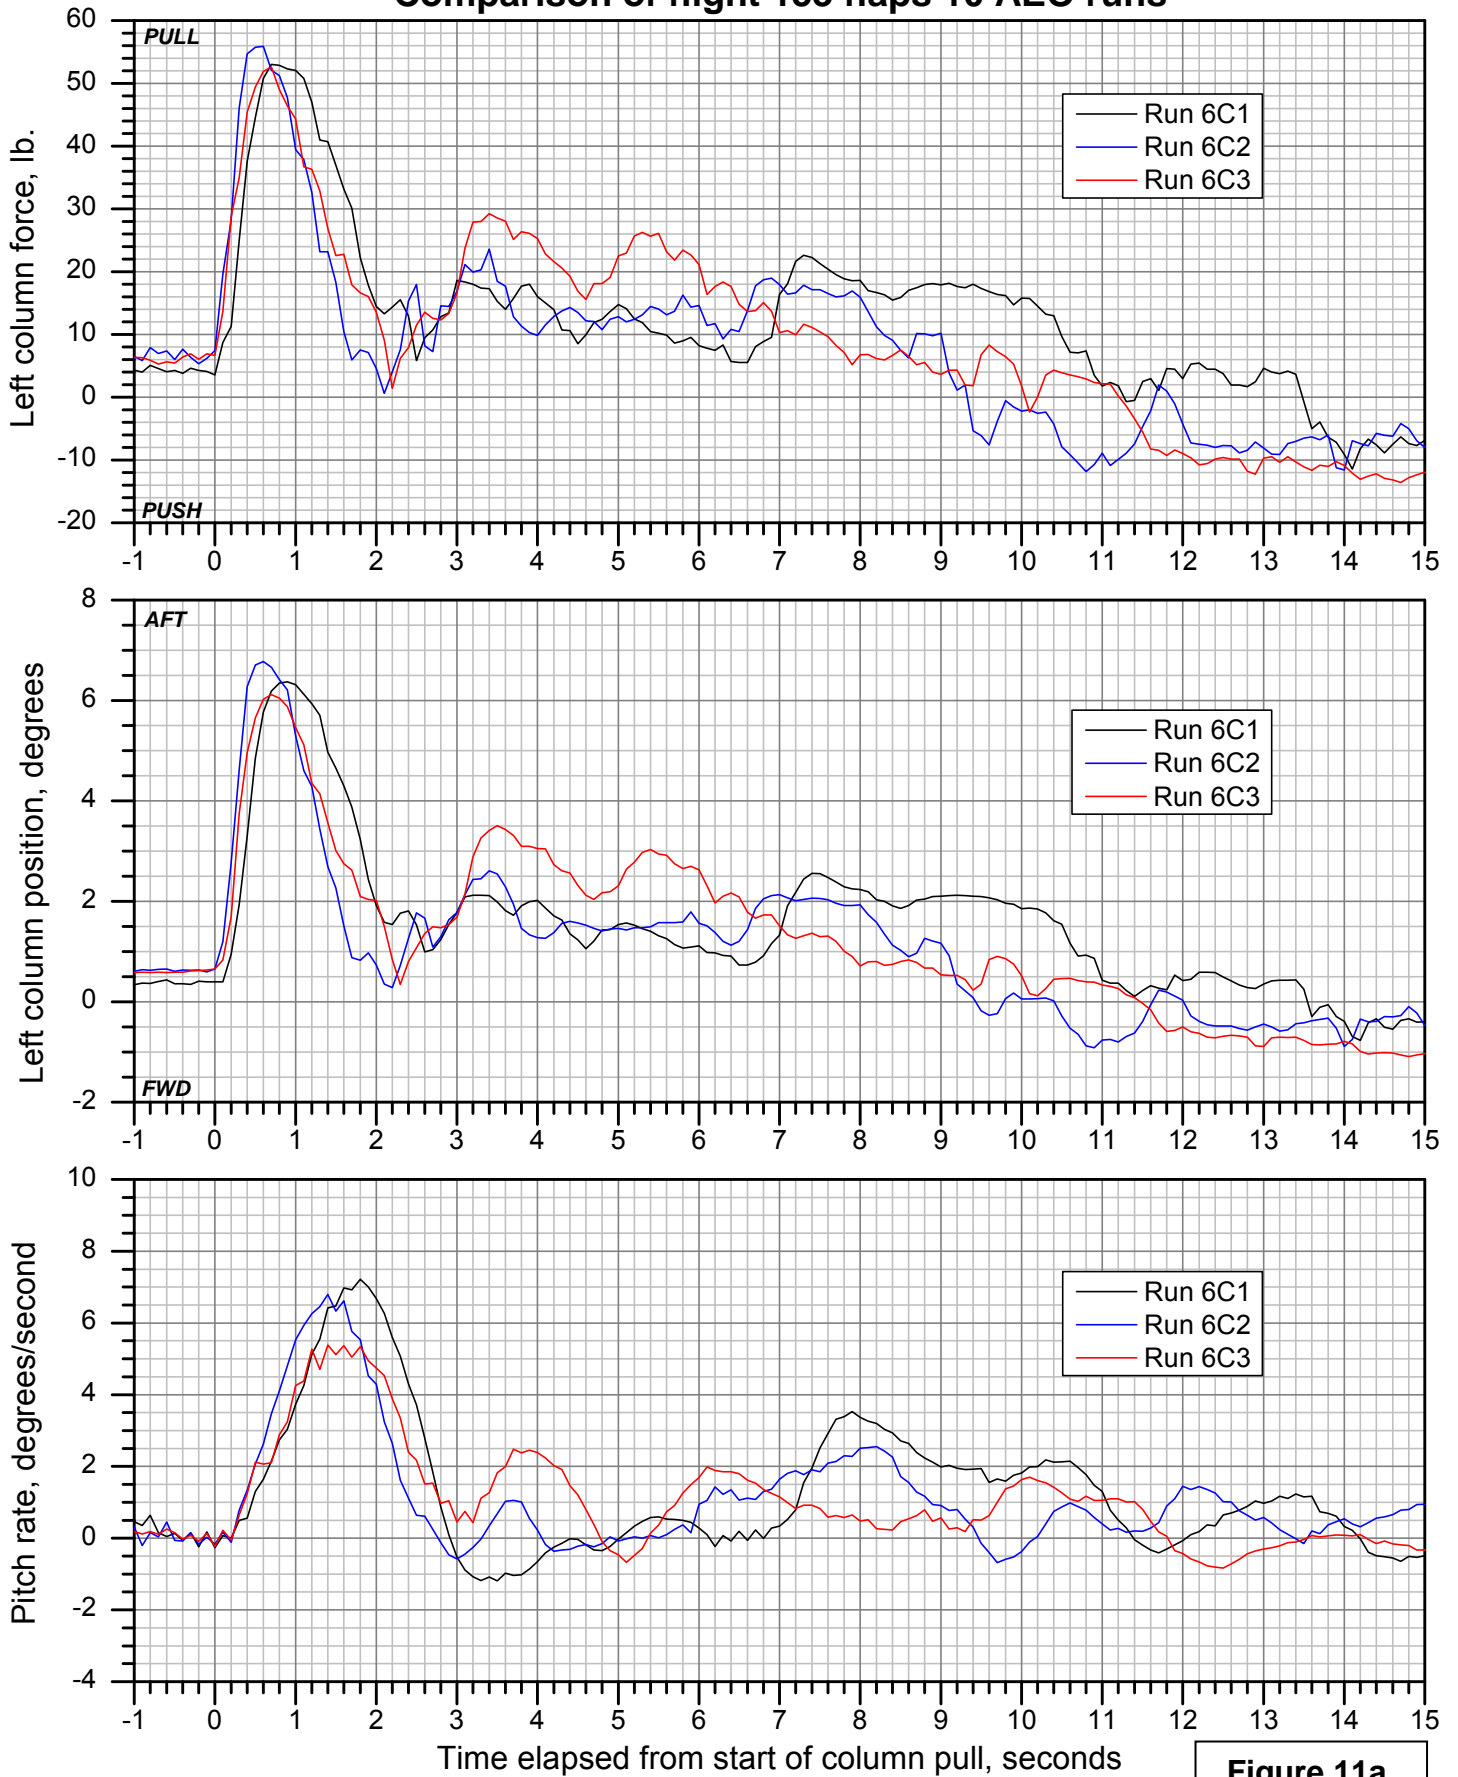 PULL
60
50
40
30
20
10
0
-10
-20
Left column force, lb.
Run 6C1
Run 6C2
Run 6C3
PUSH
-1 0 1 2 3 4 5 6 7 8 9 10 11 12 13 14 15
AFT
8
6
4
2
0
-2
Left column position, degrees
Run 6C1
Run 6C2
Run 6C3
FWD
-1 0 1 2 3 4 5 6 7 8 9 10 11 12 13 14 15
10
8
6
4
2
0
-2
-4
Pitch rate, degrees/second
Run 6C1
Run 6C2
Run 6C3
-1 0 1 2 3 4 5 6 7 8 9 10 11 12 13 14 15
Time elapsed from start of column pull, seconds
Figure 11a